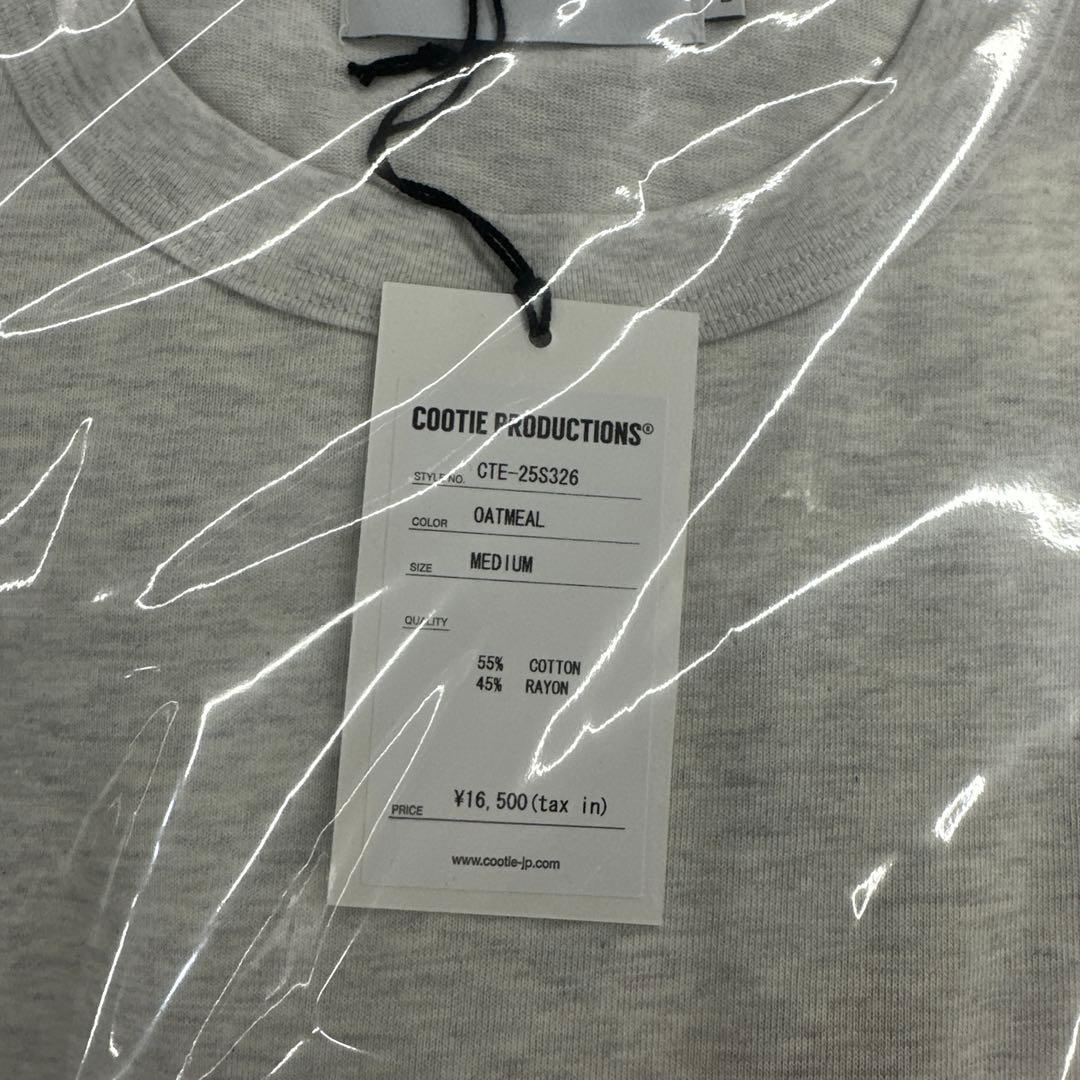 COOTIE PRODUCTIONS®
STYLE NO. CTE-25S326
COLOR OATMEAL
SIZE MEDIUM
QUALITY
55% COTTON
45% RAYON
PRICE ¥16,500(tax in)
www.cootie-jp.com